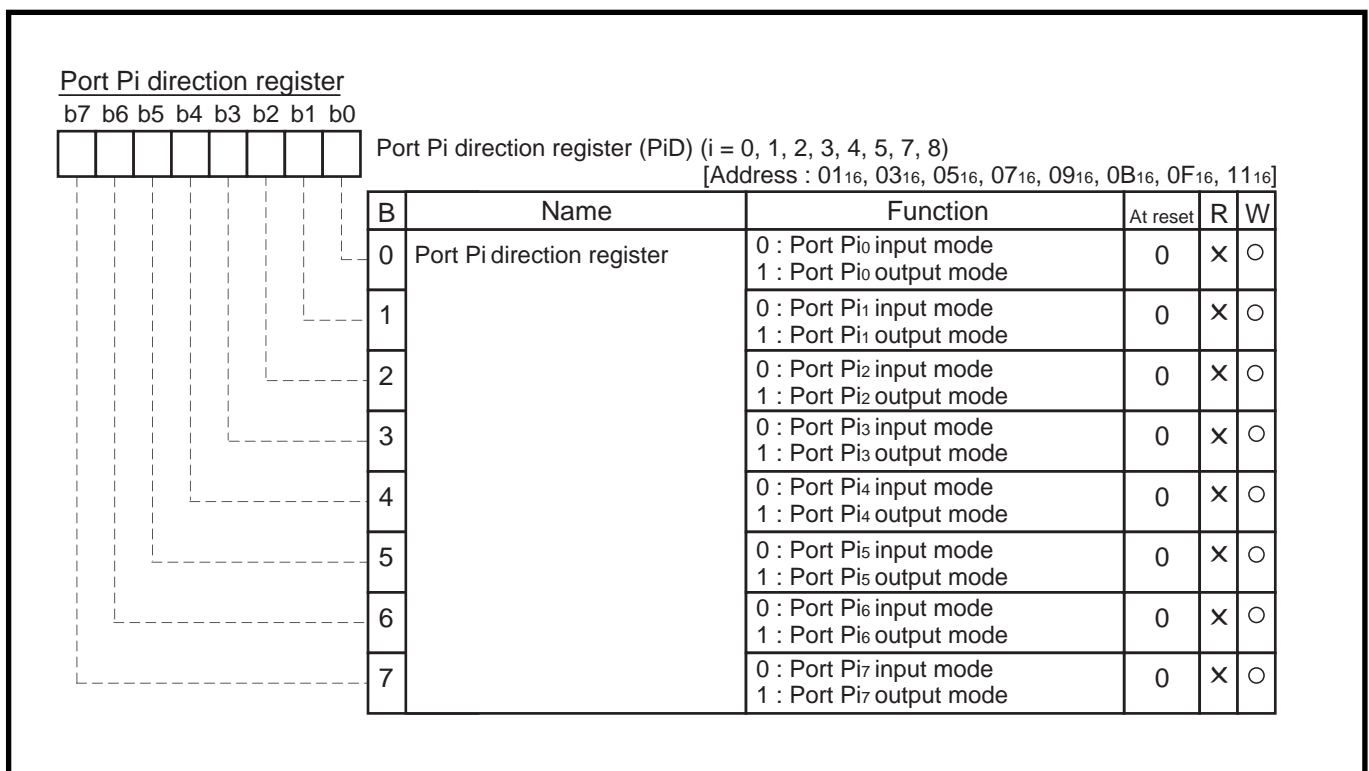 Port Pi direction register
b7 b6 b5 b4 b3 b2 b1 b0
Port Pi direction register (PiD) (i = 0, 1, 2, 3, 4, 5, 7, 8)
[Address : 0116, 0316, 0516, 0716, 0916, 0B16, 0F16, 1116]
B Name Function At reset R W
0 Port Pi direction register 0 : Port Pi0 input mode 0 × ○
1 : Port Pi0 output mode
1 0 : Port Pi1 input mode 0 × ○
1 : Port Pi1 output mode
2 0 : Port Pi2 input mode 0 × ○
1 : Port Pi2 output mode
3 0 : Port Pi3 input mode 0 × ○
1 : Port Pi3 output mode
4 0 : Port Pi4 input mode 0 × ○
1 : Port Pi4 output mode
5 0 : Port Pi5 input mode 0 × ○
1 : Port Pi5 output mode
6 0 : Port Pi6 input mode 0 × ○
1 : Port Pi6 output mode
7 0 : Port Pi7 input mode 0 × ○
1 : Port Pi7 output mode